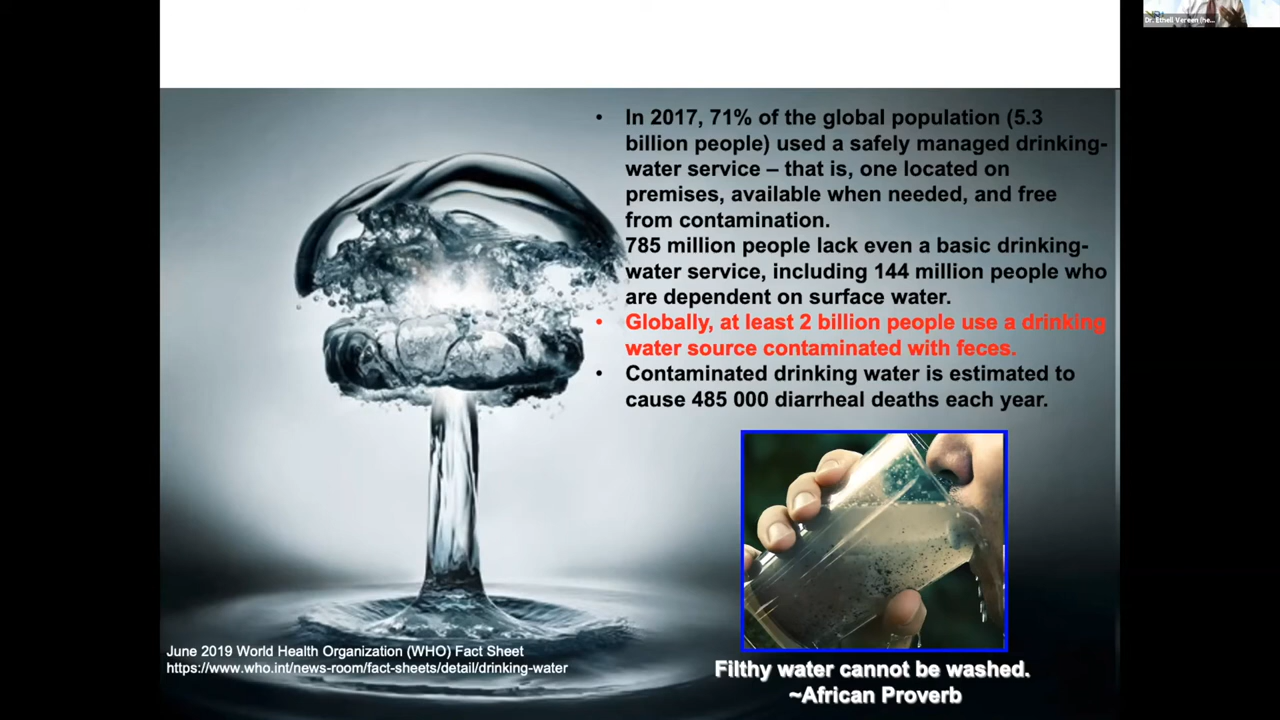 Dr. Ethell Vereen (he...
• In 2017, 71% of the global population (5.3
billion people) used a safely managed drinking-
water service – that is, one located on
premises, available when needed, and free
from contamination.
785 million people lack even a basic drinking-
water service, including 144 million people who
are dependent on surface water.
• Globally, at least 2 billion people use a drinking
water source contaminated with feces.
• Contaminated drinking water is estimated to
cause 485 000 diarrheal deaths each year.
June 2019 World Health Organization (WHO) Fact Sheet
https://www.who.int/news-room/fact-sheets/detail/drinking-water
Filthy water cannot be washed.
~African Proverb